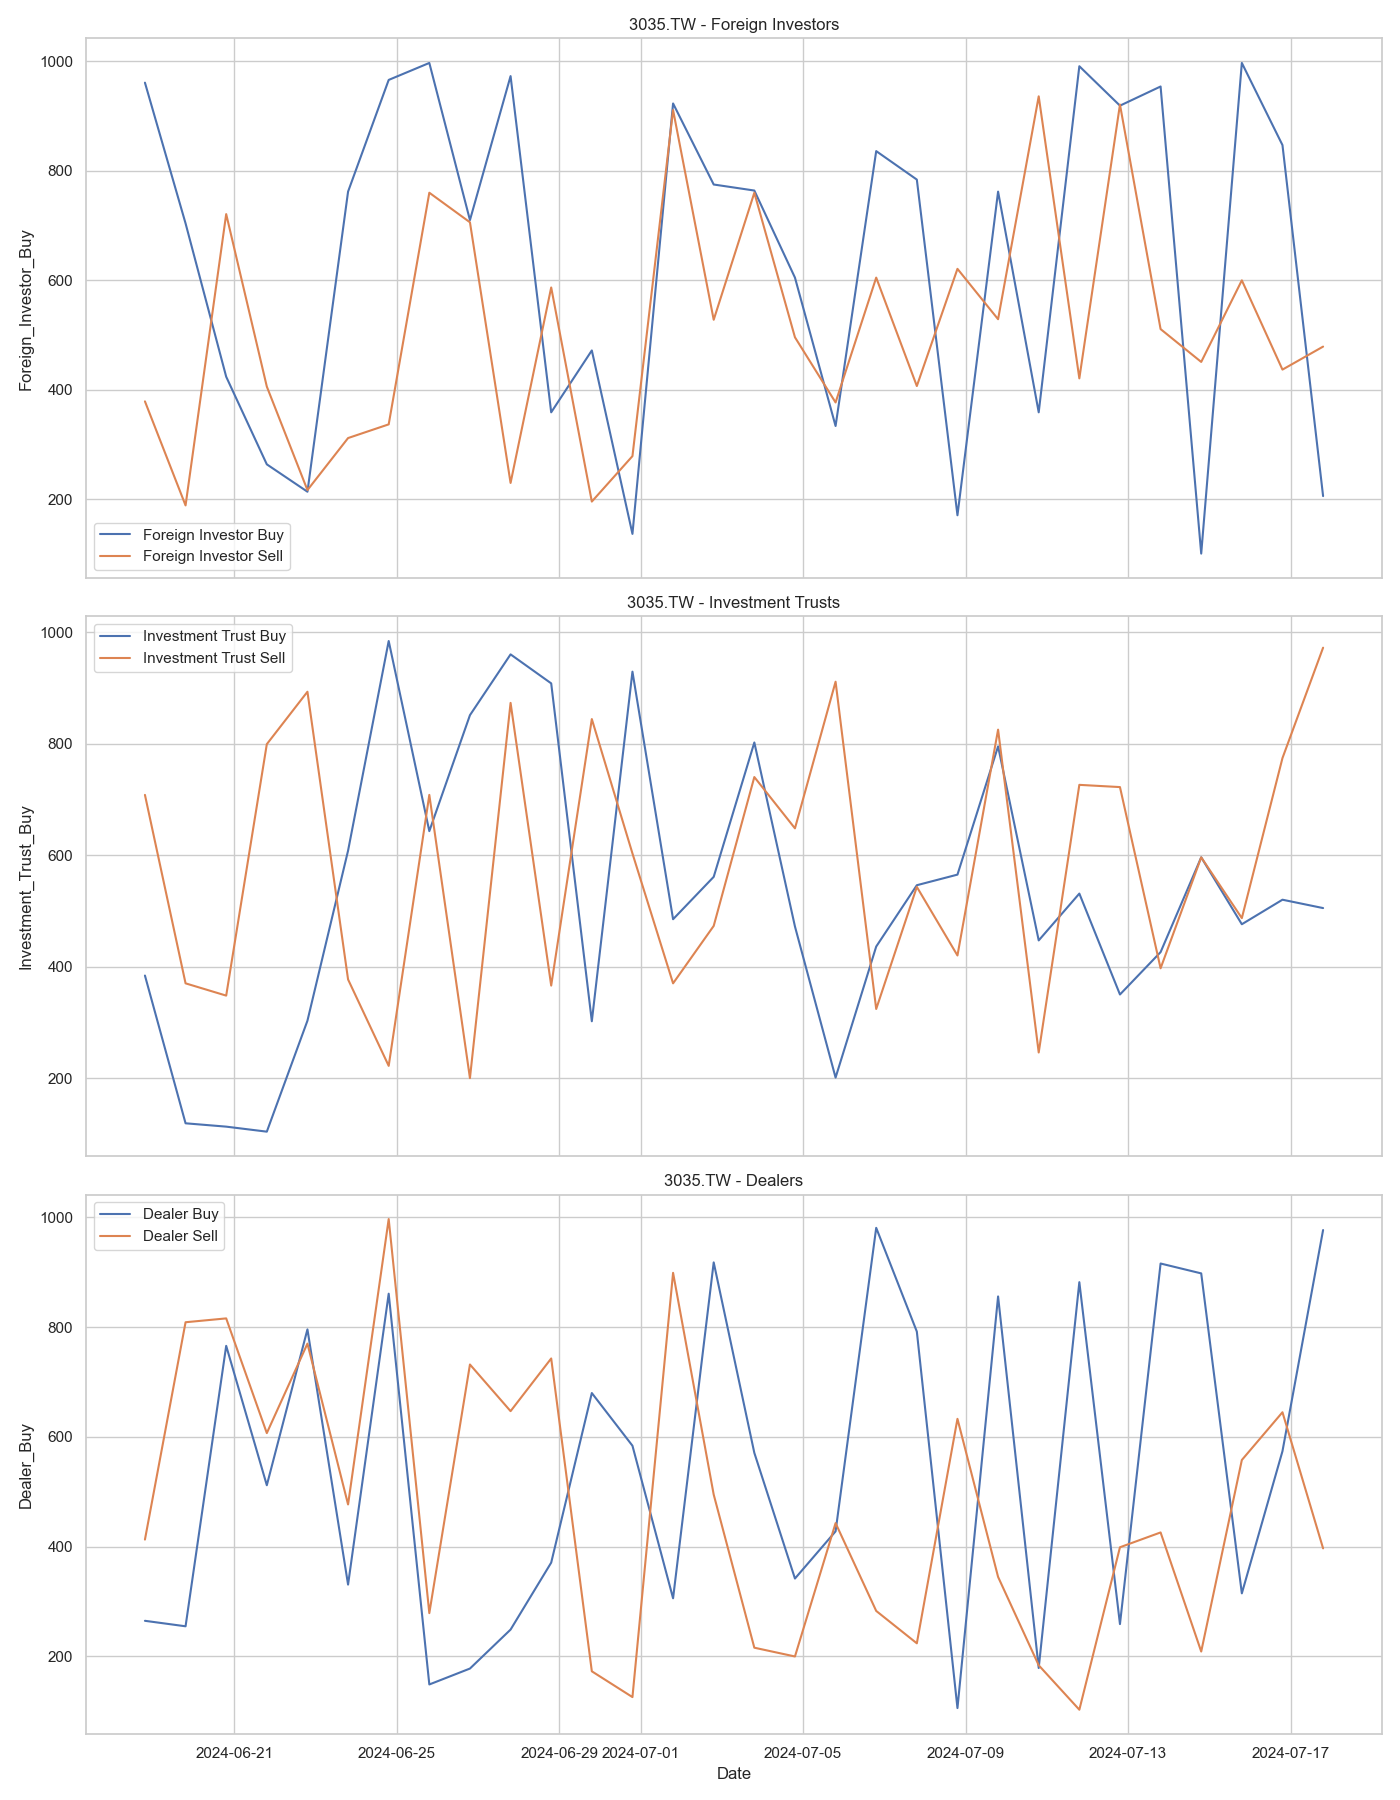 3035.TW - Foreign Investors
Foreign_Investor_Buy
1000
800
600
400
200
Foreign Investor Buy
Foreign Investor Sell
3035.TW - Investment Trusts
Investment_Trust_Buy
1000
800
600
400
200
Investment Trust Buy
Investment Trust Sell
3035.TW - Dealers
Dealer_Buy
1000
800
600
400
200
Dealer Buy
Dealer Sell
2024-06-21 2024-06-25 2024-06-29 2024-07-01 2024-07-05 2024-07-09 2024-07-13 2024-07-17
Date